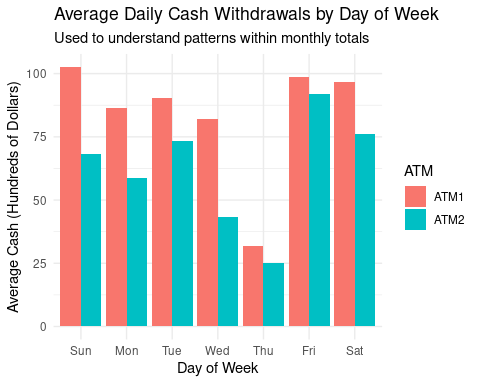 Average Daily Cash Withdrawals by Day of Week
Used to understand patterns within monthly totals
Average Cash (Hundreds of Dollars)
100
75
50
25
0
Sun Mon Tue Wed Thu Fri Sat
Day of Week
ATM
ATM1
ATM2